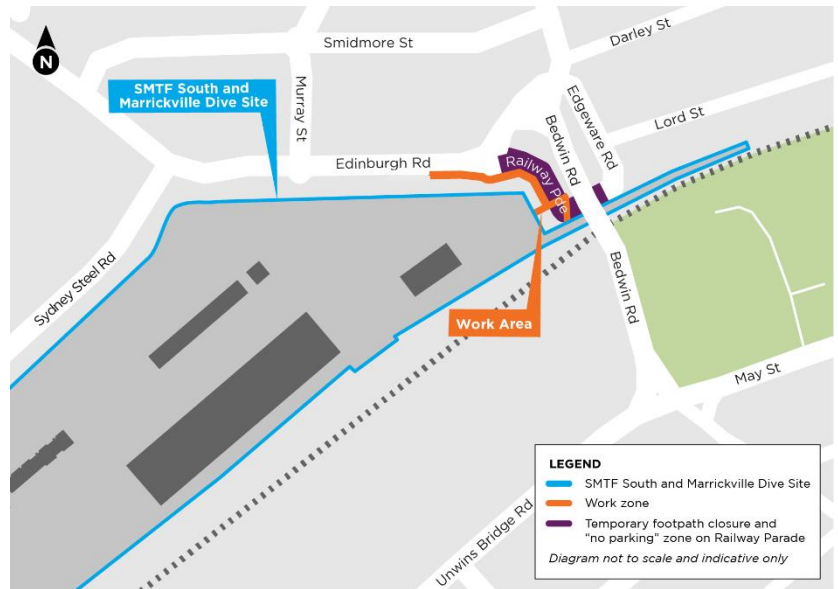 Smidmore St
Darley St
N
SMTF South and
Marrickville Dive Site
Murray St
Bedwin Rd
Edgeware Rd
Lord St
Edinburgh Rd
Railway Pde
Sydney Steel Rd
Bedwin Rd
Work Area
May St
Unwins Bridge Rd
LEGEND
SMTF South and Marrickville Dive Site
Work zone
Temporary footpath closure and
"no parking" zone on Railway Parade
Diagram not to scale and indicative only